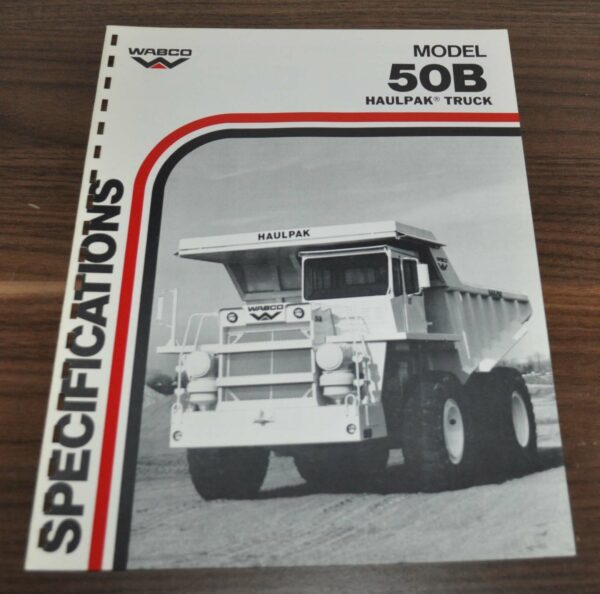 WABCO
MODEL
50B
HAULPAK® TRUCK
SPECIFICATIONS
HAULPAK
WABCO